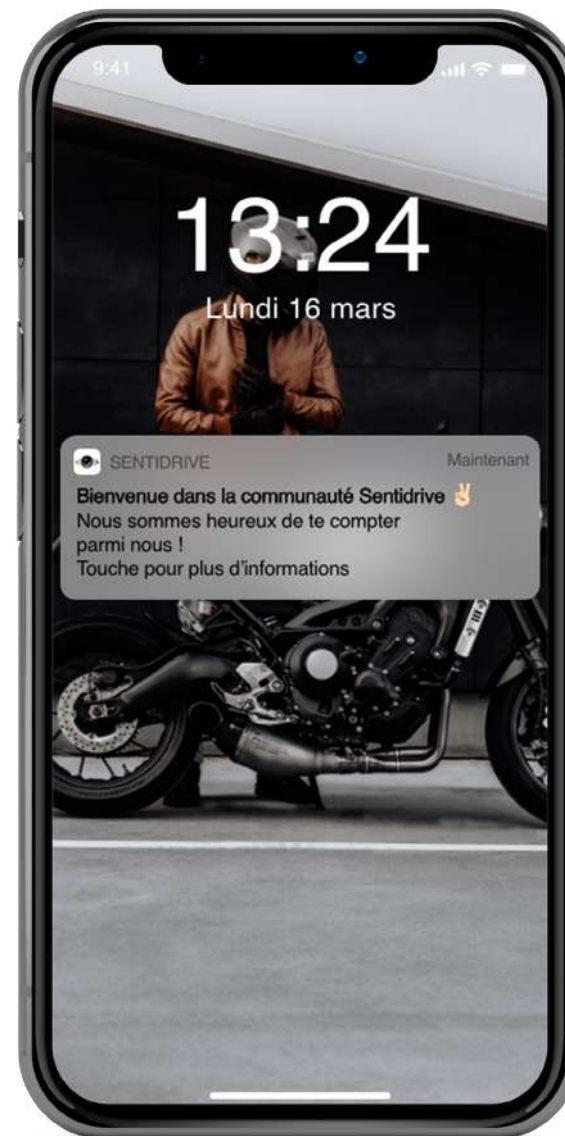 9:41
13:24
Lundi 16 mars
SENTIDRIVE
Maintenant
Bienvenue dans la communauté Sentidrive ✌🏻
Nous sommes heureux de te compter
parmi nous !
Touche pour plus d'informations